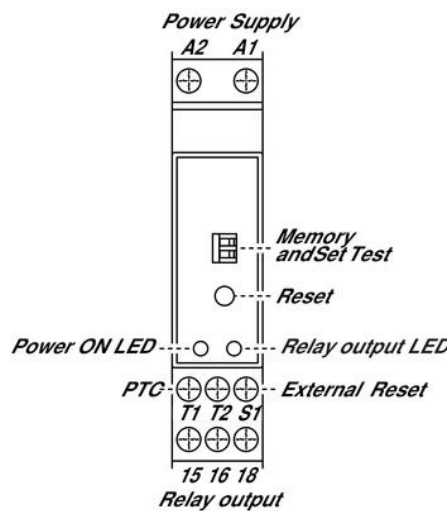 Power Supply
A2 A1
Memory
andSet Test
Reset
Power ON LED Relay output LED
PTC External Reset
T1 T2 S1
15 16 18
Relay output